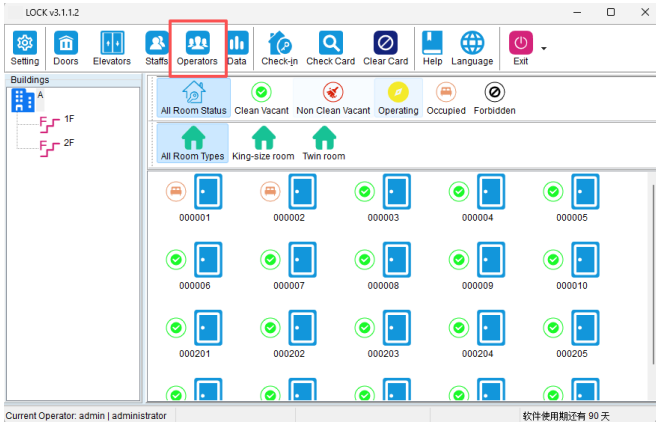 LOCK v3.1.1.2
Setting Doors Elevators Staffs Operators Data Check-in Check Card Clear Card Help Language Exit
Buildings
A
1F
2F
All Room Status Clean Vacant Non Clean Vacant Operating Occupied Forbidden
All Room Types King-size room Twin room
000001 000002 000003 000004 000005
000006 000007 000008 000009 000010
000201 000202 000203 000204 000205
Current Operator: admin | administrator 软件使用期还有 90 天